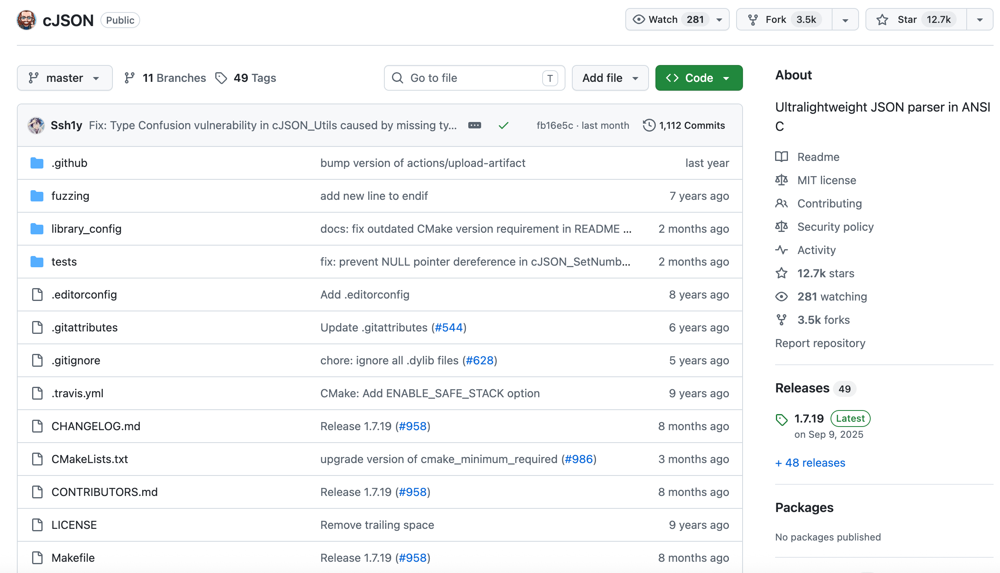 cJSON Public Watch 281 Fork 3.5k Star 12.7k
master 11 Branches 49 Tags Go to file T Add file Code
Ssh1y Fix: Type Confusion vulnerability in cJSON_Utils caused by missing ty... fb16e5c · last month 1,112 Commits
.github bump version of actions/upload-artifact last year
fuzzing add new line to endif 7 years ago
library_config docs: fix outdated CMake version requirement in README ... 2 months ago
tests fix: prevent NULL pointer dereference in cJSON_SetNumb... 2 months ago
.editorconfig Add .editorconfig 8 years ago
.gitattributes Update .gitattributes (#544) 6 years ago
.gitignore chore: ignore all .dylib files (#628) 5 years ago
.travis.yml CMake: Add ENABLE_SAFE_STACK option 9 years ago
CHANGELOG.md Release 1.7.19 (#958) 8 months ago
CMakeLists.txt upgrade version of cmake_minimum_required (#986) 3 months ago
CONTRIBUTORS.md Release 1.7.19 (#958) 8 months ago
LICENSE Remove trailing space 9 years ago
Makefile Release 1.7.19 (#958) 8 months ago
About
Ultralightweight JSON parser in ANSI
C
Readme
MIT license
Contributing
Security policy
Activity
12.7k stars
281 watching
3.5k forks
Report repository
Releases 49
1.7.19 Latest
on Sep 9, 2025
+ 48 releases
Packages
No packages published